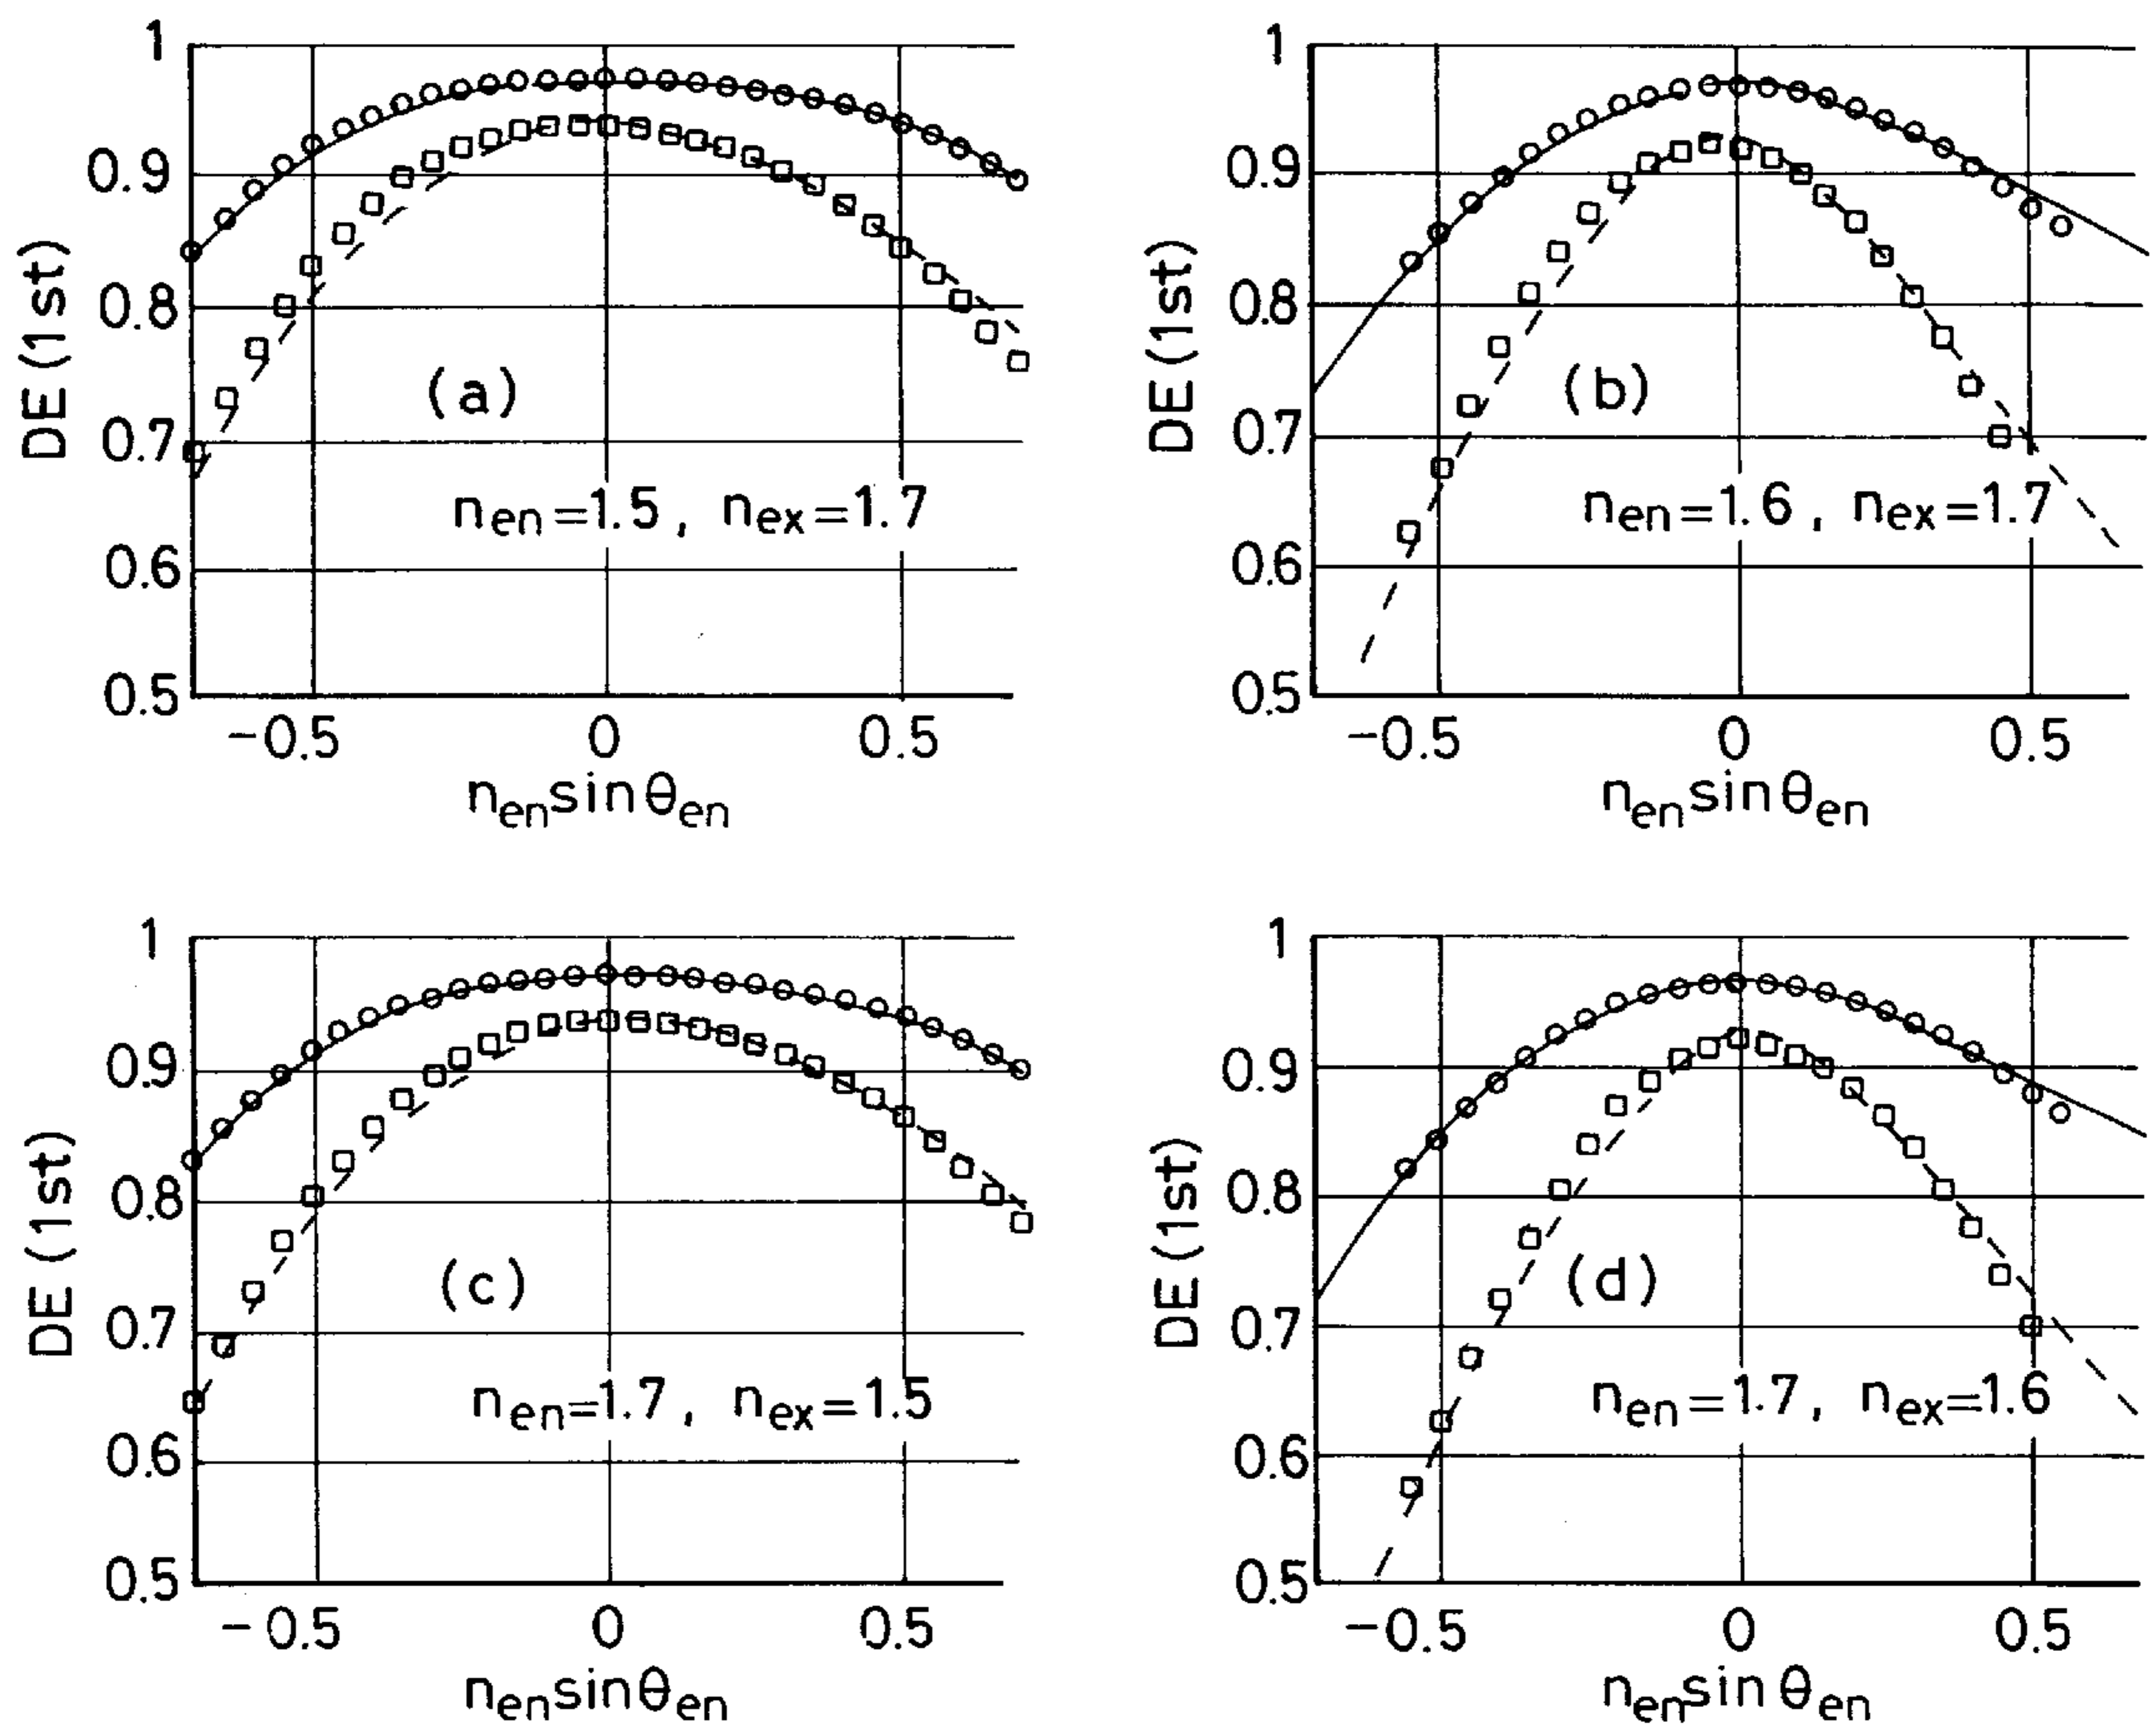 1
0.9
0.8
0.7
0.6
0.5
DE (1st)
(a)
n_en=1.5, n_ex=1.7
-0.5 0 0.5
n_en sin θ_en
1
0.9
0.8
0.7
0.6
0.5
DE (1st)
(b)
n_en=1.6, n_ex=1.7
-0.5 0 0.5
n_en sin θ_en
1
0.9
0.8
0.7
0.6
0.5
DE (1st)
(c)
n_en=1.7, n_ex=1.5
-0.5 0 0.5
n_en sin θ_en
1
0.9
0.8
0.7
0.6
0.5
DE (1st)
(d)
n_en=1.7, n_ex=1.6
-0.5 0 0.5
n_en sin θ_en